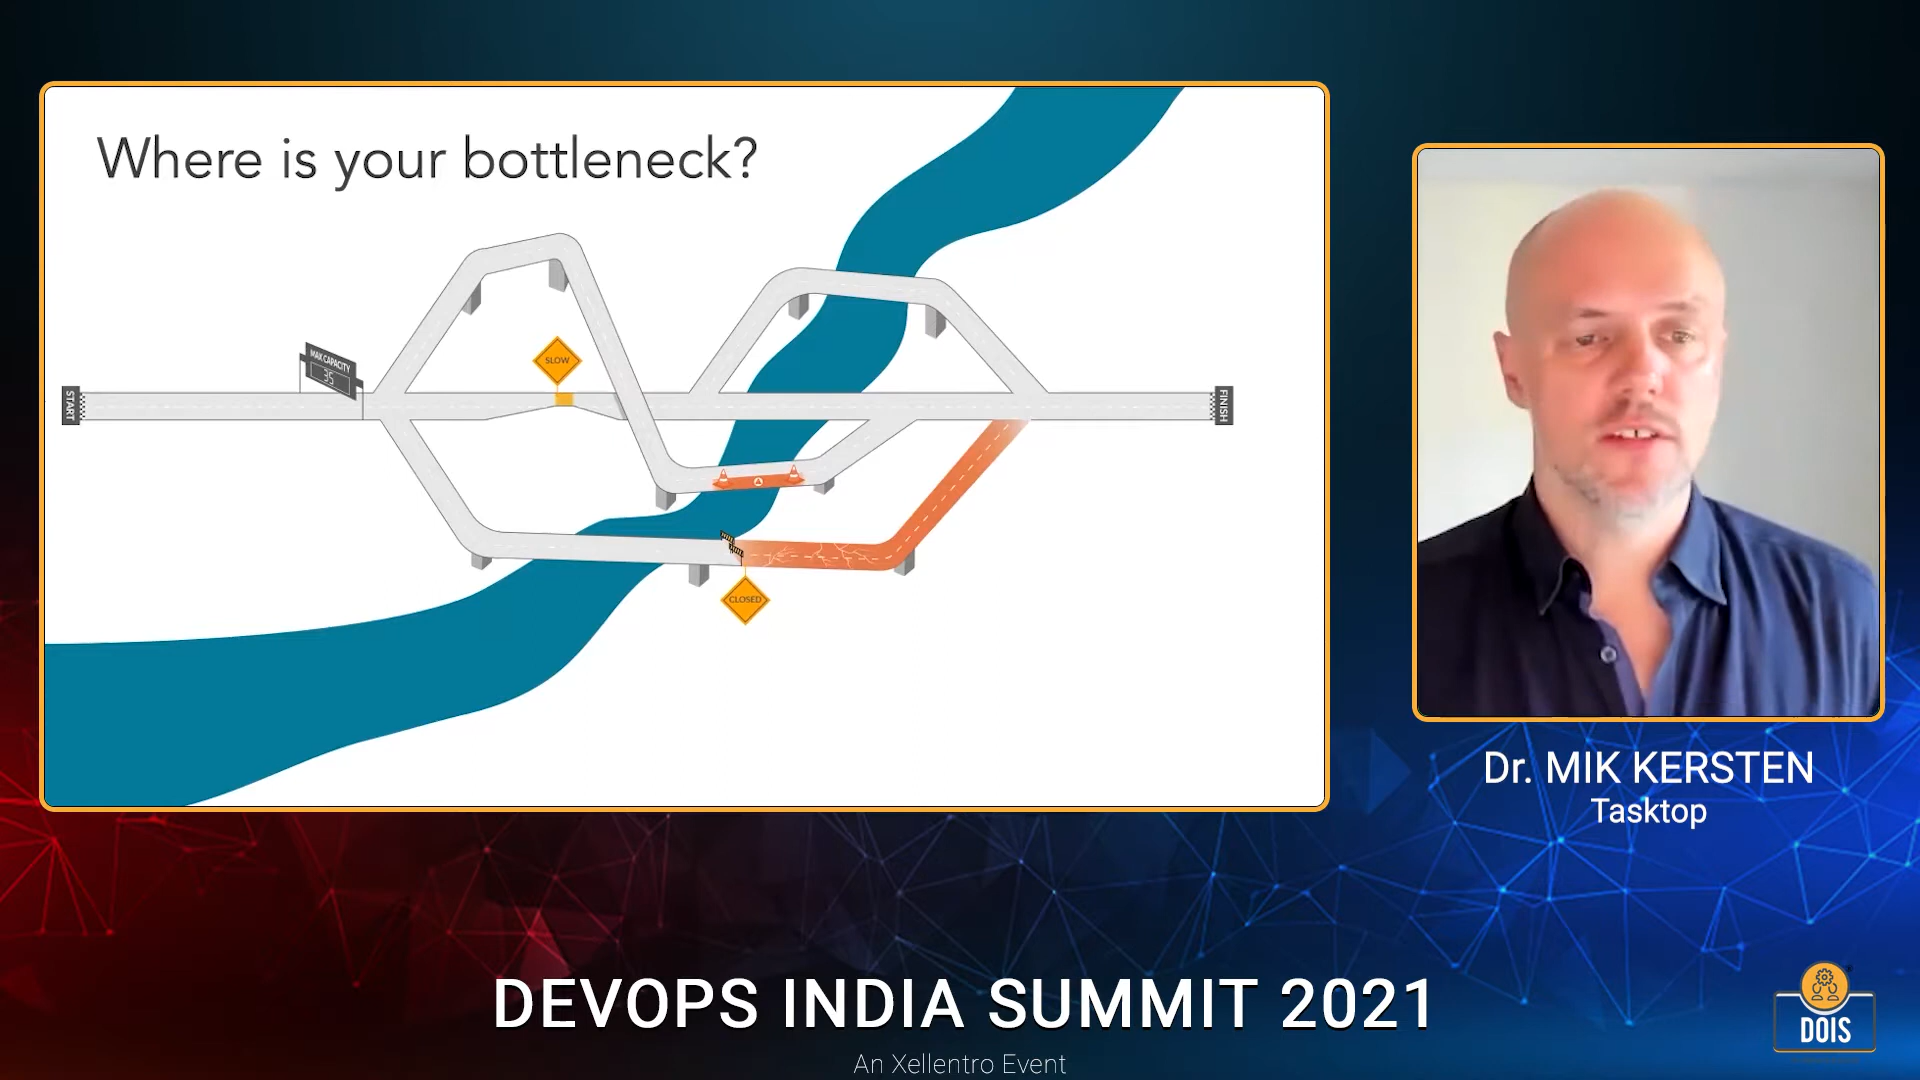 Where is your bottleneck?
MAX CAPACITY
35
SLOW
START
FINISH
CLOSED
Dr. MIK KERSTEN
Tasktop
DEVOPS INDIA SUMMIT 2021
An Xellentro Event
DOIS